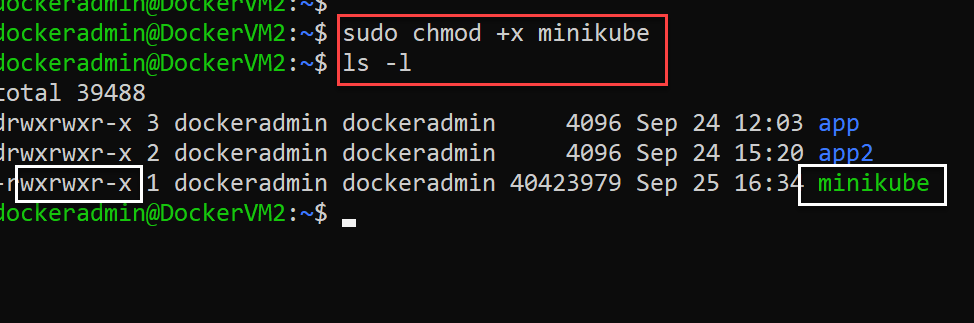 dockeradmin@DockerVM2:~$
dockeradmin@DockerVM2:~$ sudo chmod +x minikube
dockeradmin@DockerVM2:~$ ls -l
total 39488
drwxrwxr-x 3 dockeradmin dockeradmin     4096 Sep 24 12:03 app
drwxrwxr-x 2 dockeradmin dockeradmin     4096 Sep 24 15:20 app2
-rwxrwxr-x 1 dockeradmin dockeradmin 40423979 Sep 25 16:34 minikube
dockeradmin@DockerVM2:~$